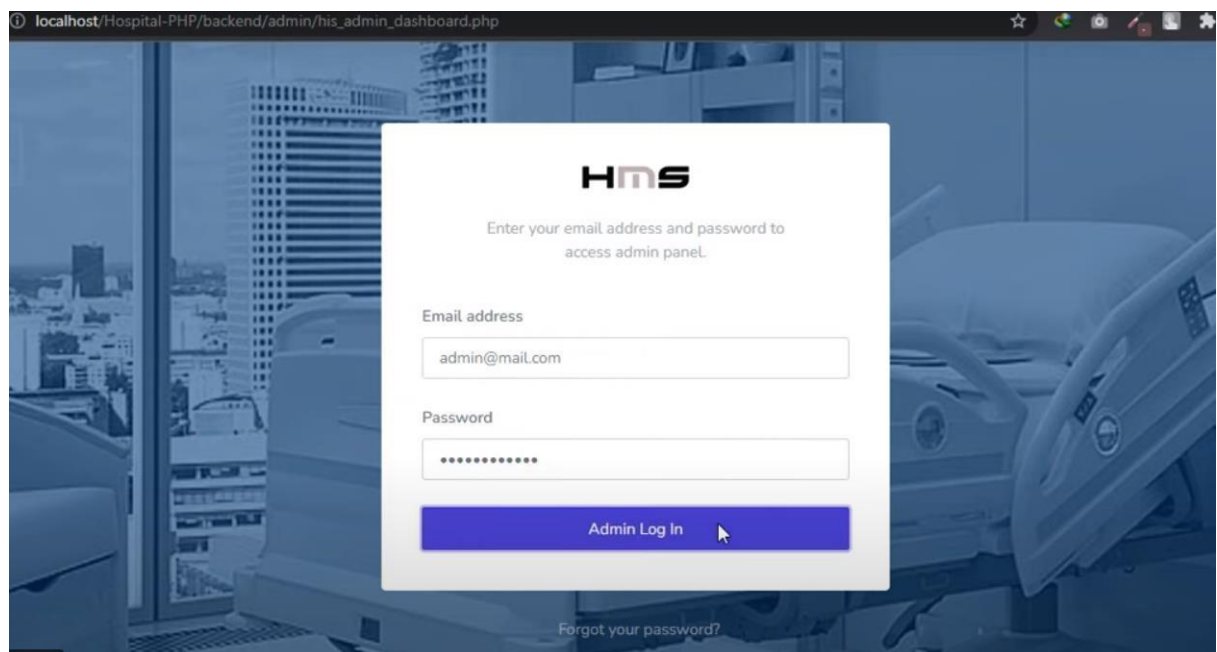 localhost/Hospital-PHP/backend/admin/his_admin_dashboard.php
HMS
Enter your email address and password to
access admin panel.
Email address
admin@mail.com
Password
••••••••••••
Admin Log In
Forgot your password?